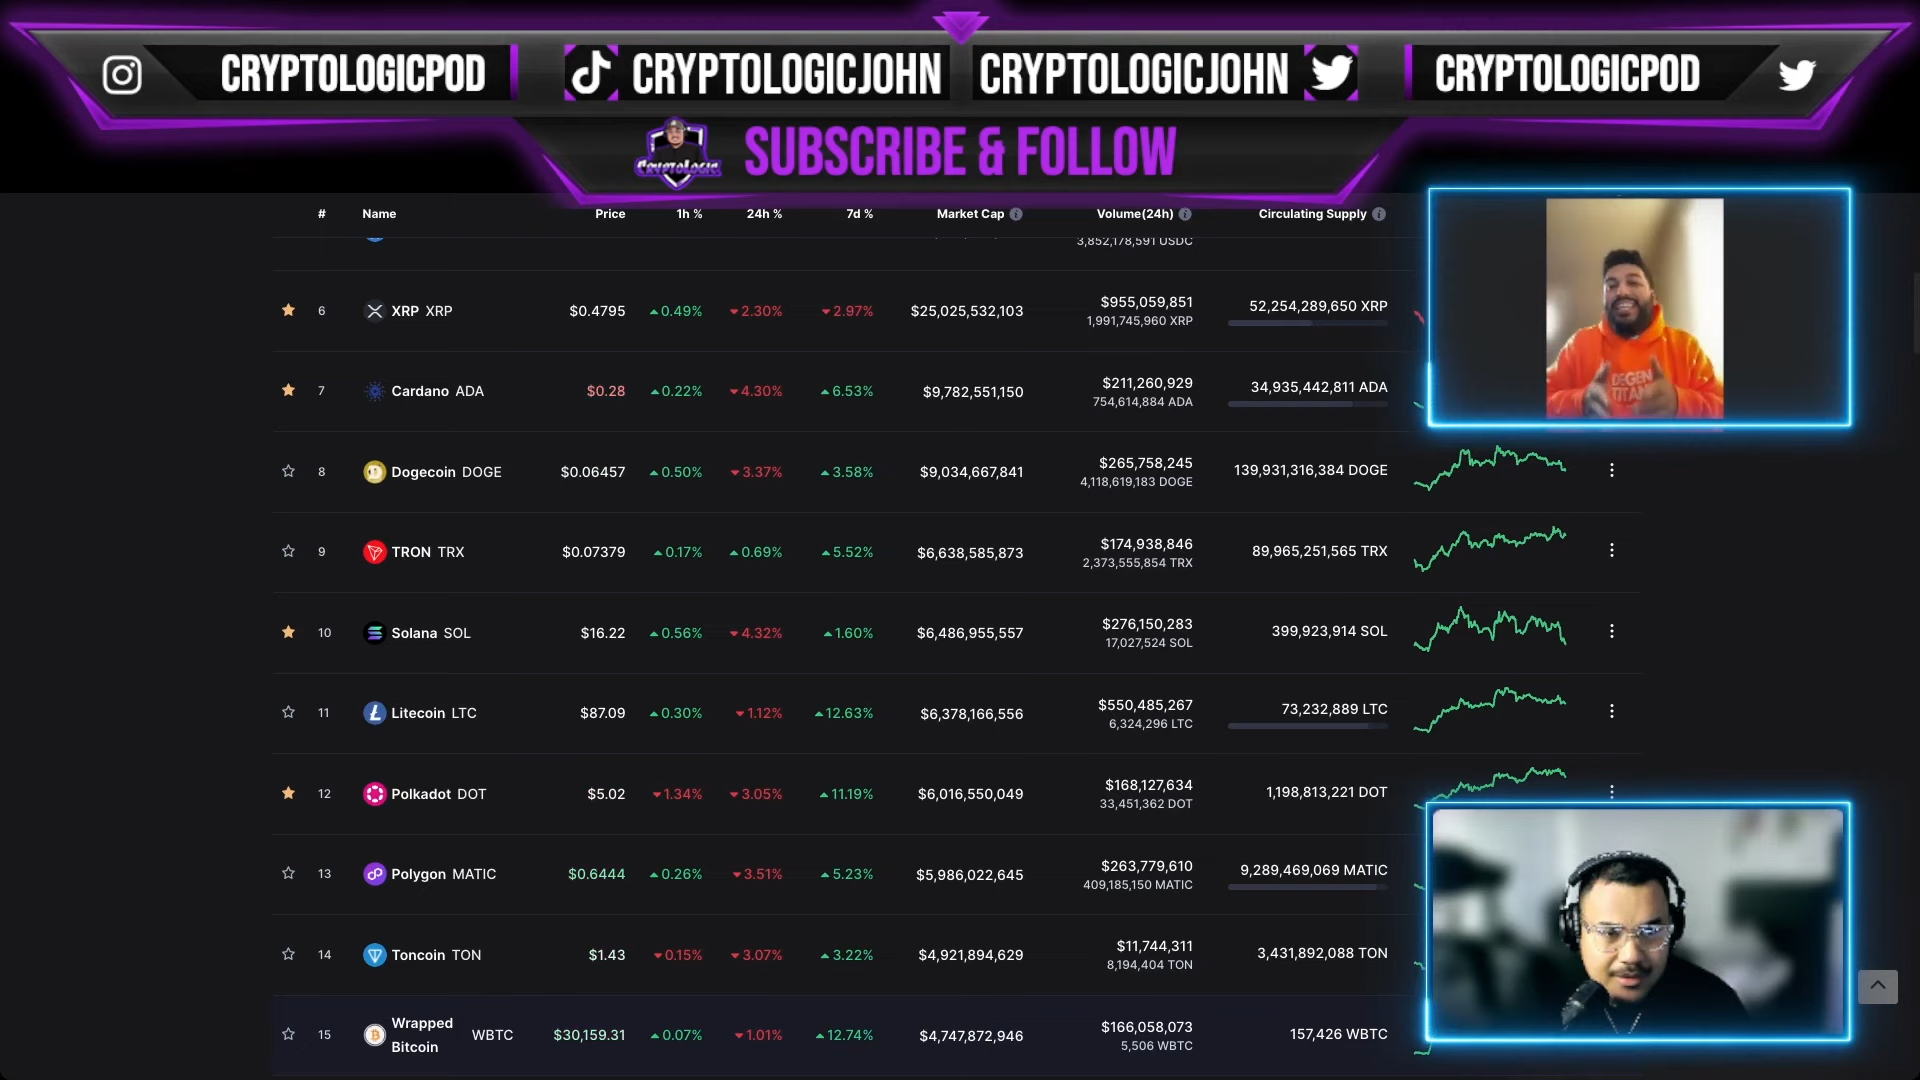 CRYPTOLOGICPOD CRYPTOLOGICJOHN CRYPTOLOGICJOHN CRYPTOLOGICPOD
CRYPTOLOGIC SUBSCRIBE & FOLLOW
# Name Price 1h % 24h % 7d % Market Cap Volume(24h) Circulating Supply
3,852,178,591 USDC
6 XRP XRP $0.4795 0.49% 2.30% 2.97% $25,025,532,103 $955,059,851 52,254,289,650 XRP
1,991,745,960 XRP
7 Cardano ADA $0.28 0.22% 4.30% 6.53% $9,782,551,150 $211,260,929 34,935,442,811 ADA
754,614,884 ADA
DEGEN
TITAN
8 Dogecoin DOGE $0.06457 0.50% 3.37% 3.58% $9,034,667,841 $265,758,245 139,931,316,384 DOGE
4,118,619,183 DOGE
9 TRON TRX $0.07379 0.17% 0.69% 5.52% $6,638,585,873 $174,938,846 89,965,251,565 TRX
2,373,555,854 TRX
10 Solana SOL $16.22 0.56% 4.32% 1.60% $6,486,955,557 $276,150,283 399,923,914 SOL
17,027,524 SOL
11 Litecoin LTC $87.09 0.30% 1.12% 12.63% $6,378,166,556 $550,485,267 73,232,889 LTC
6,324,296 LTC
12 Polkadot DOT $5.02 1.34% 3.05% 11.19% $6,016,550,049 $168,127,634 1,198,813,221 DOT
33,451,362 DOT
13 Polygon MATIC $0.6444 0.26% 3.51% 5.23% $5,986,022,645 $263,779,610 9,289,469,069 MATIC
409,185,150 MATIC
14 Toncoin TON $1.43 0.15% 3.07% 3.22% $4,921,894,629 $11,744,311 3,431,892,088 TON
8,194,404 TON
15 Wrapped Bitcoin WBTC $30,159.31 0.07% 1.01% 12.74% $4,747,872,946 $166,058,073 157,426 WBTC
5,506 WBTC